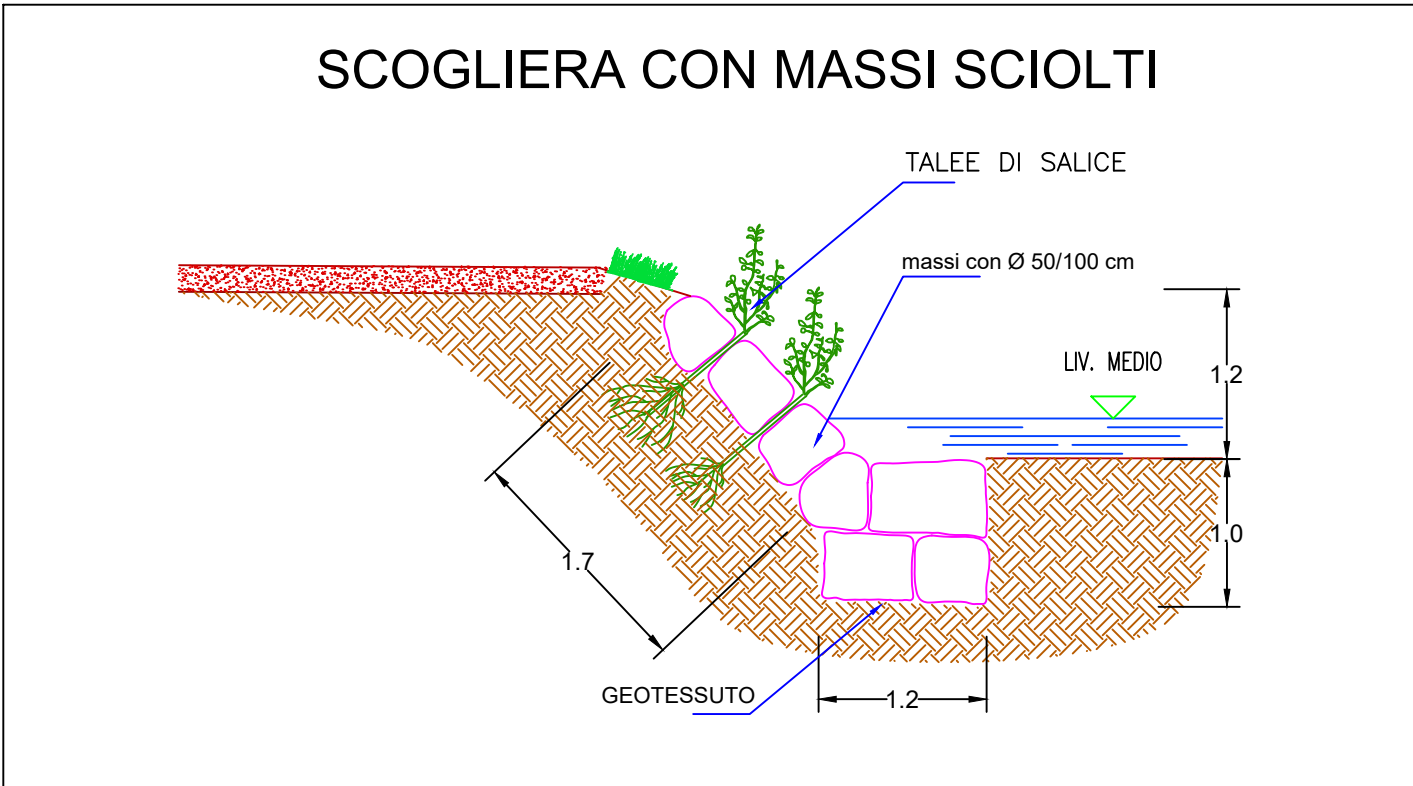 SCOGLIERA CON MASSI SCIOLTI
TALEE DI SALICE
massi con Ø 50/100 cm
LIV. MEDIO
1.2
1.0
1.7
GEOTESSUTO
1.2